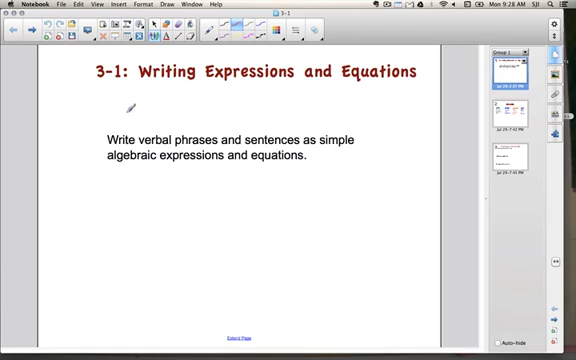 Notebook File Edit View Insert Format Draw Window Help
Mon 9:28 AM SJI
3-1
Group 1
3-1: Writing Expressions and Equations
Write verbal phrases and sentences as simple
algebraic expressions and equations.
Extend Page
Auto-hide